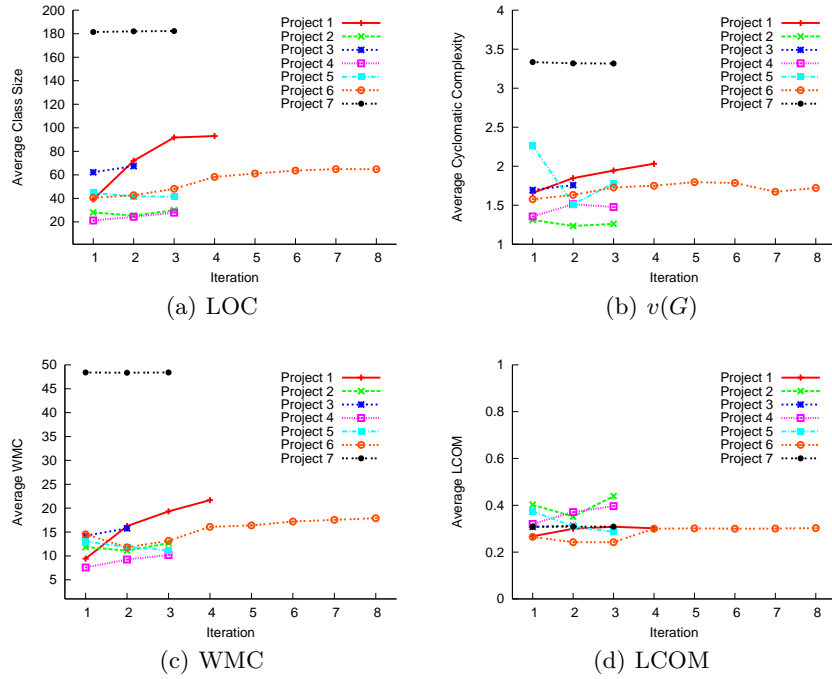 200
180
160
140
120
100
80
60
40
20
Average Class Size
1 2 3 4 5 6 7 8
Iteration
Project 1
Project 2
Project 3
Project 4
Project 5
Project 6
Project 7
(a) LOC
4
3.5
3
2.5
2
1.5
1
Average Cyclomatic Complexity
1 2 3 4 5 6 7 8
Iteration
Project 1
Project 2
Project 3
Project 4
Project 5
Project 6
Project 7
(b) v(G)
50
45
40
35
30
25
20
15
10
5
Average WMC
1 2 3 4 5 6 7 8
Iteration
Project 1
Project 2
Project 3
Project 4
Project 5
Project 6
Project 7
(c) WMC
1
0.8
0.6
0.4
0.2
0
Average LCOM
1 2 3 4 5 6 7 8
Iteration
Project 1
Project 2
Project 3
Project 4
Project 5
Project 6
Project 7
(d) LCOM